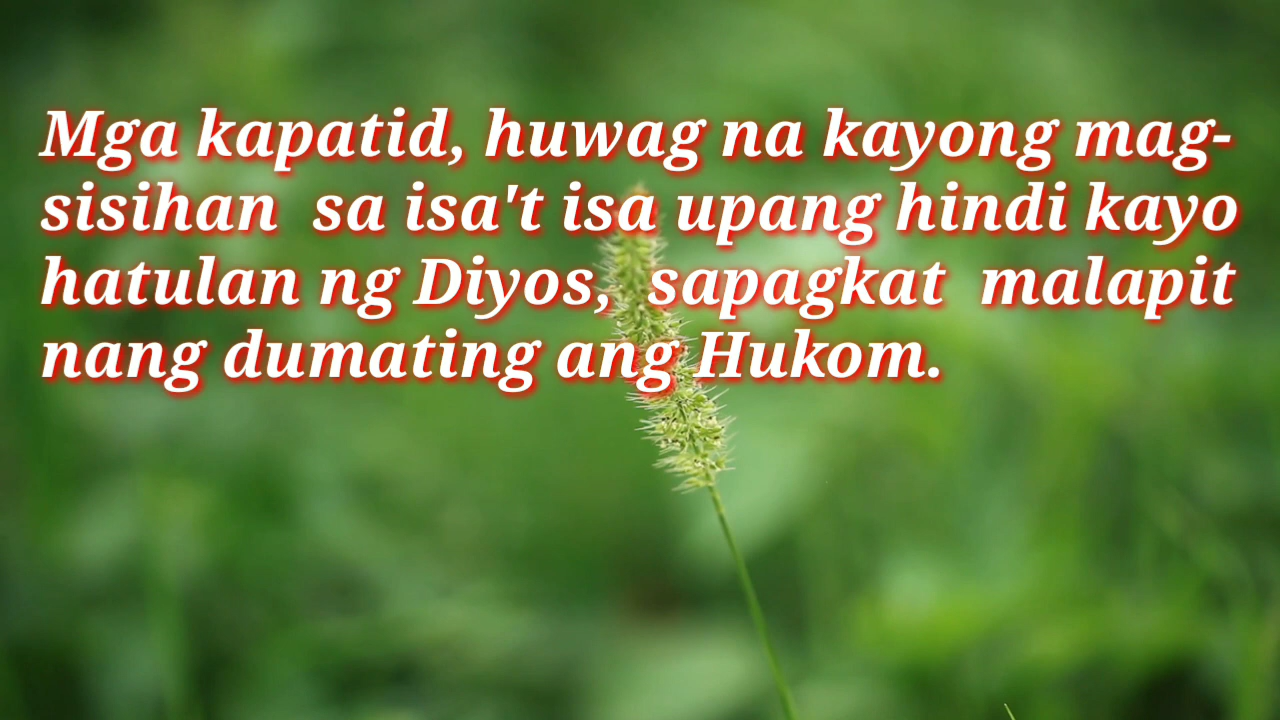 Mga kapatid, huwag na kayong mag-
sisihan  sa isa't isa upang hindi kayo
hatulan ng Diyos,  sapagkat  malapit
nang dumating ang Hukom.